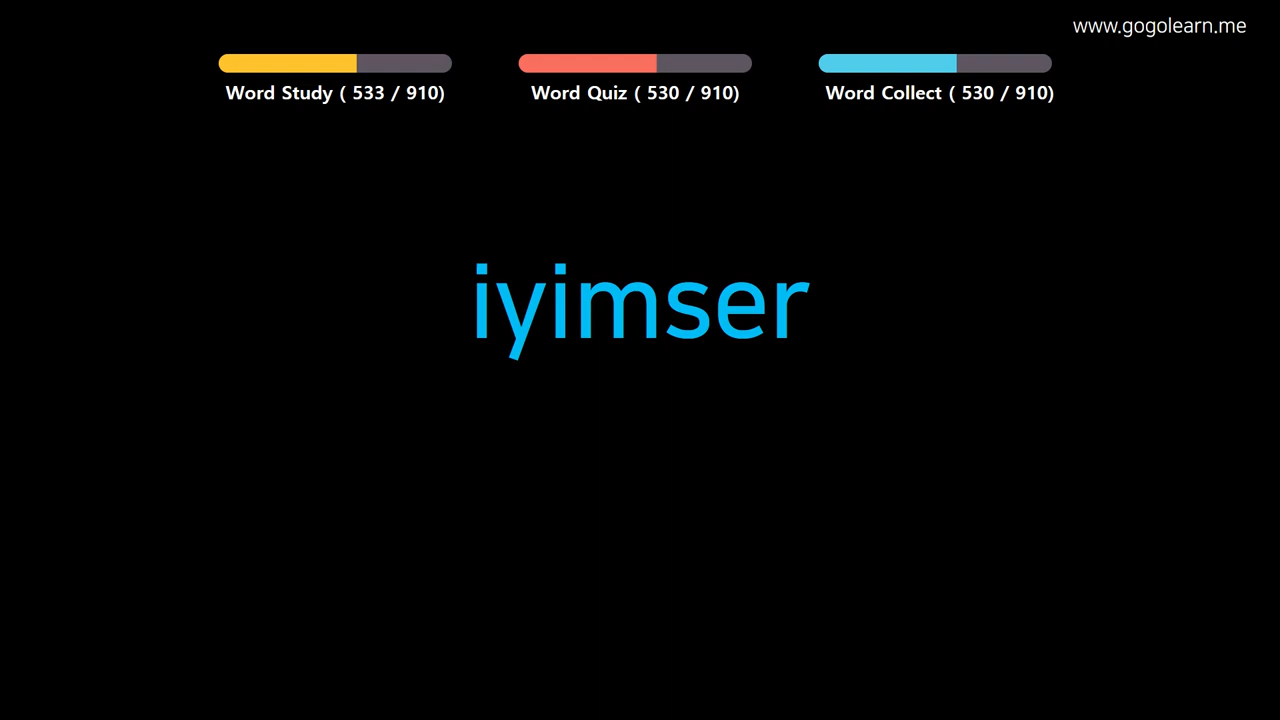 www.gogolearn.me
Word Study ( 533 / 910)
Word Quiz ( 530 / 910)
Word Collect ( 530 / 910)
iyimser